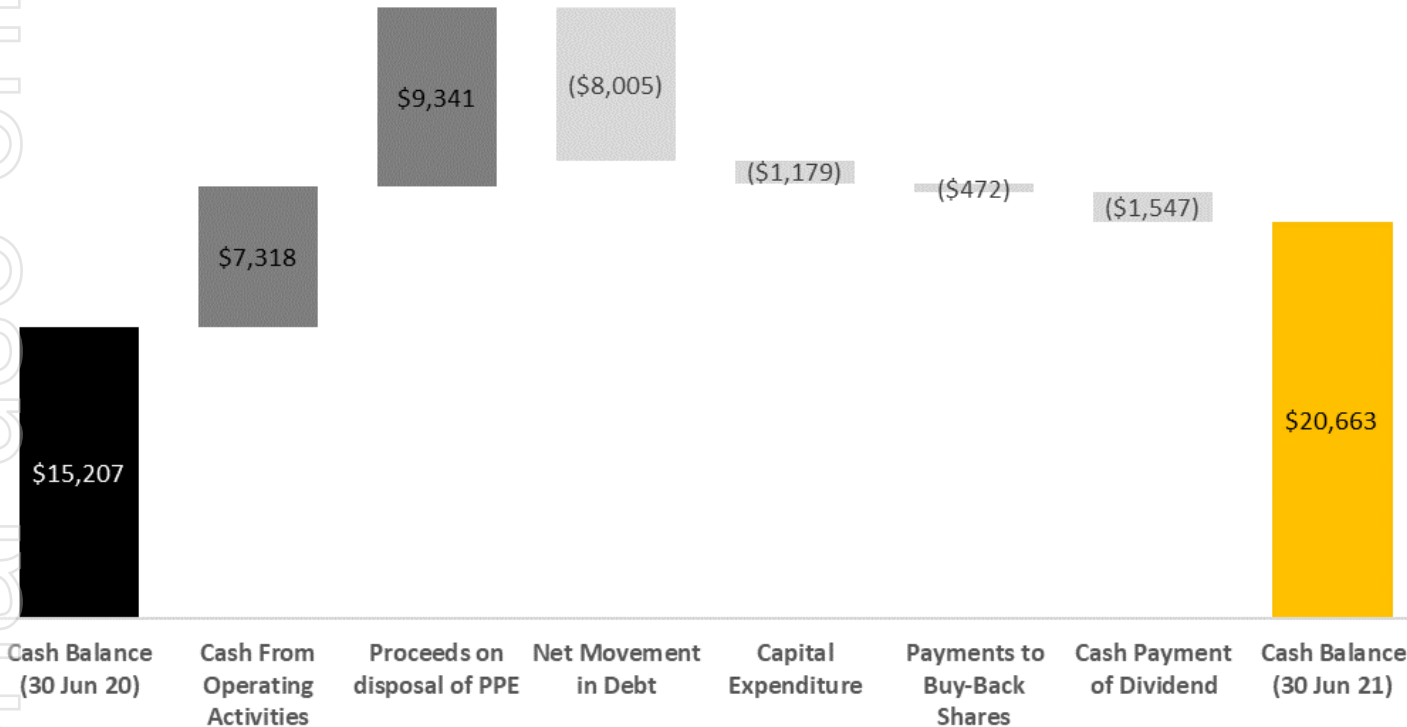 $9,341
($8,005)
($1,179)
($472)
($1,547)
$7,318
$20,663
$15,207
Cash Balance
(30 Jun 20)
Cash From
Operating
Activities
Proceeds on
disposal of PPE
Net Movement
in Debt
Capital
Expenditure
Payments to
Buy-Back
Shares
Cash Payment
of Dividend
Cash Balance
(30 Jun 21)